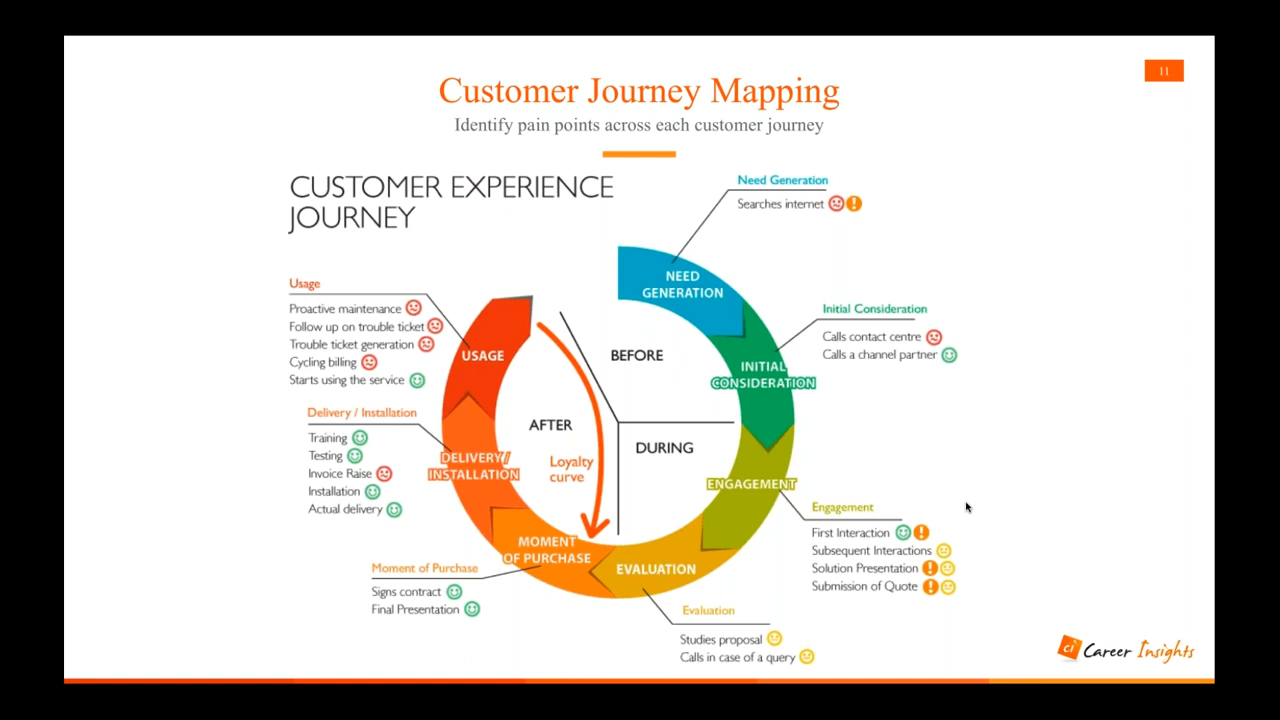 11
Customer Journey Mapping
Identify pain points across each customer journey
CUSTOMER EXPERIENCE
JOURNEY
Need Generation
Searches internet
NEED
GENERATION
BEFORE
Initial Consideration
Calls contact centre
Calls a channel partner
INITIAL
CONSIDERATION
DURING
ENGAGEMENT
Engagement
First Interaction
Subsequent Interactions
Solution Presentation
Submission of Quote
EVALUATION
Evaluation
Studies proposal
Calls in case of a query
MOMENT
OF PURCHASE
Moment of Purchase
Signs contract
Final Presentation
AFTER
Loyalty
curve
DELIVERY /
INSTALLATION
Delivery / Installation
Training
Testing
Invoice Raise
Installation
Actual delivery
USAGE
Usage
Proactive maintenance
Follow up on trouble ticket
Trouble ticket generation
Cycling billing
Starts using the service
ci Career Insights